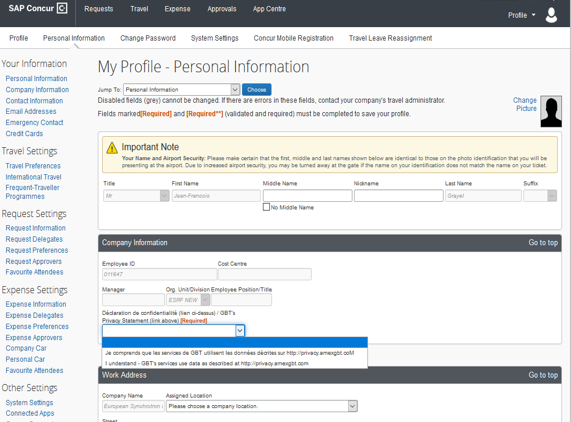 SAP Concur C
Requests Travel Expense Approvals App Centre
Profile
Profile Personal Information Change Password System Settings Concur Mobile Registration Travel Leave Reassignment
Your Information
Personal Information
Company Information
Contact Information
Email Addresses
Emergency Contact
Credit Cards
Travel Settings
Travel Preferences
International Travel
Frequent-Traveller
Programmes
Request Settings
Request Information
Request Delegates
Request Preferences
Request Approvers
Favourite Attendees
Expense Settings
Expense Information
Expense Delegates
Expense Preferences
Expense Approvers
Company Car
Personal Car
Favourite Attendees
Other Settings
System Settings
Connected Apps
My Profile - Personal Information
Jump To: Personal Information Choose
Disabled fields (grey) cannot be changed. If there are errors in these fields, contact your company's travel administrator.
Fields marked[Required] and [Required**] (validated and required) must be completed to save your profile.
Change
Picture
Important Note
Your Name and Airport Security: Please make certain that the first, middle and last names shown below are identical to those on the photo identification that you will be
presenting at the airport. Due to increased airport security, you may be turned away at the gate if the name on your identification does not match the name on your ticket.
Title First Name Middle Name Nickname Last Name Suffix
Mr Jean-Francois Grayel
No Middle Name
Company Information Go to top
Employee ID Cost Centre
011647
Manager Org. Unit/Division Employee Position/Title
ESRF NEW
Déclaration de confidentialité (lien ci-dessus) / GBT's
Privacy Statement (link above) [Required]
Je comprends que les services de GBT utilisent les données décrites sur http://privacy.amexgbt.coM
I understand - GBT's services use data as described at http://privacy.amexgbt.com
Work Address Go to top
Company Name Assigned Location
European Synchrotron Please choose a company location.
Street